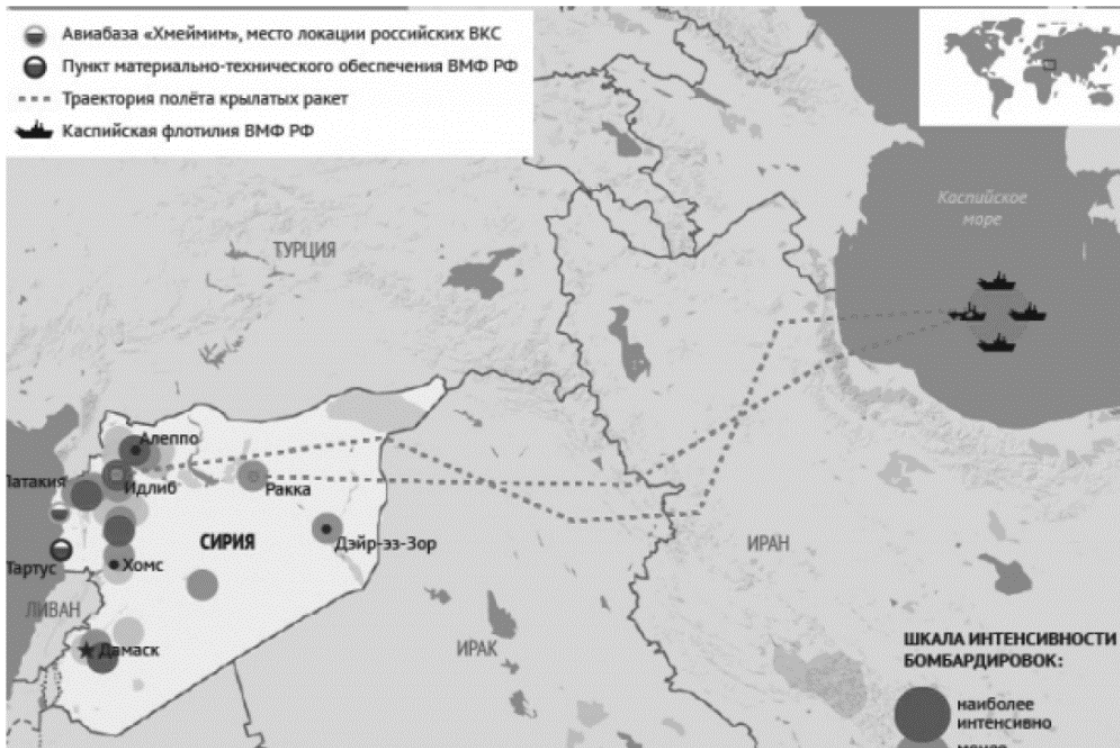 Авиабаза «Хмеймим», место локации российских ВКС
Пункт материально-технического обеспечения ВМФ РФ
Траектория полёта крылатых ракет
Каспийская флотилия ВМФ РФ
Каспийское
море
ТУРЦИЯ
Алеппо
Латакия
Идлиб
Ракка
СИРИЯ
Дэйр-эз-Зор
ИРАН
Хомс
Тартус
ЛИВАН
Дамаск
ИРАК
ШКАЛА ИНТЕНСИВНОСТИ
БОМБАРДИРОВОК:
наиболее
интенсивно
менее